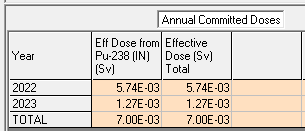 Annual Committed Doses
Year Eff Dose from Pu-238 (IN) (Sv) Effective Dose (Sv) Total
2022 5.74E-03 5.74E-03
2023 1.27E-03 1.27E-03
TOTAL 7.00E-03 7.00E-03